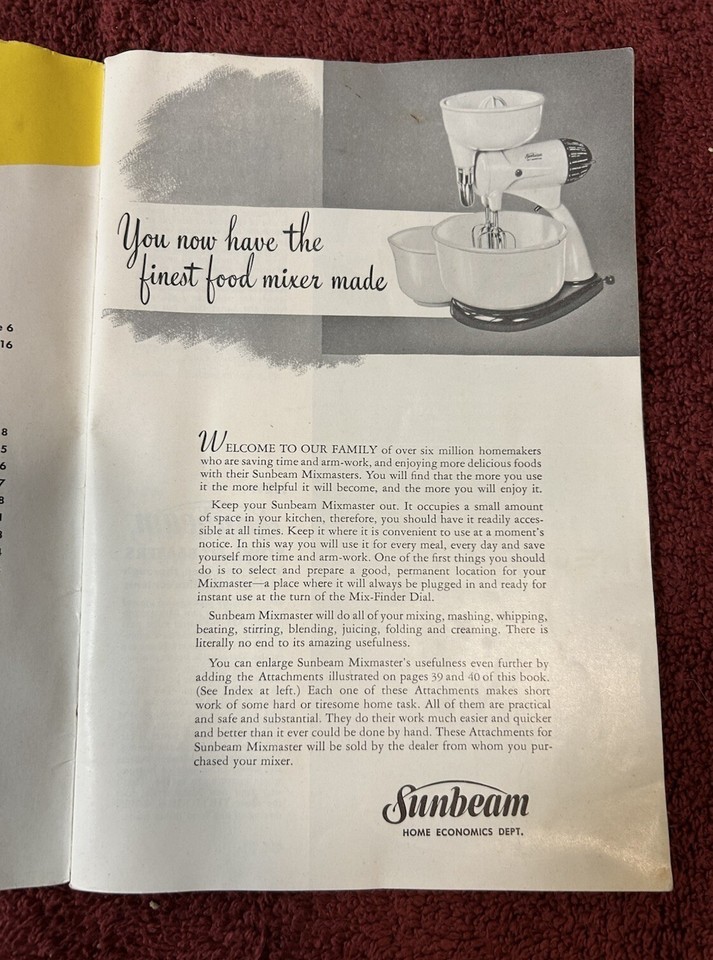 e 6
16
8
5
6
7
8
3
You now have the
finest food mixer made
Sunbeam
WELCOME TO OUR FAMILY of over six million homemakers
who are saving time and arm-work, and enjoying more delicious foods
with their Sunbeam Mixmasters. You will find that the more you use
it the more helpful it will become, and the more you will enjoy it.
Keep your Sunbeam Mixmaster out. It occupies a small amount
of space in your kitchen, therefore, you should have it readily acces-
sible at all times. Keep it where it is convenient to use at a moment's
notice. In this way you will use it for every meal, every day and save
yourself more time and arm-work. One of the first things you should
do is to select and prepare a good, permanent location for your
Mixmaster—a place where it will always be plugged in and ready for
instant use at the turn of the Mix-Finder Dial.
Sunbeam Mixmaster will do all of your mixing, mashing, whipping,
beating, stirring, blending, juicing, folding and creaming. There is
literally no end to its amazing usefulness.
You can enlarge Sunbeam Mixmaster's usefulness even further by
adding the Attachments illustrated on pages 39 and 40 of this book.
(See Index at left.) Each one of these Attachments makes short
work of some hard or tiresome home task. All of them are practical
and safe and substantial. They do their work much easier and quicker
and better than it ever could be done by hand. These Attachments for
Sunbeam Mixmaster will be sold by the dealer from whom you pur-
chased your mixer.
Sunbeam
HOME ECONOMICS DEPT.